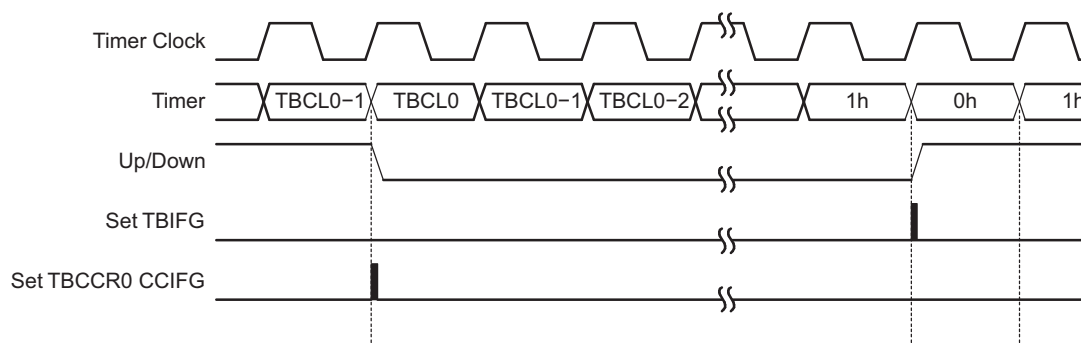 Timer Clock
Timer TBCL0−1 TBCL0 TBCL0−1 TBCL0−2 1h 0h 1h
Up/Down
Set TBIFG
Set TBCCR0 CCIFG